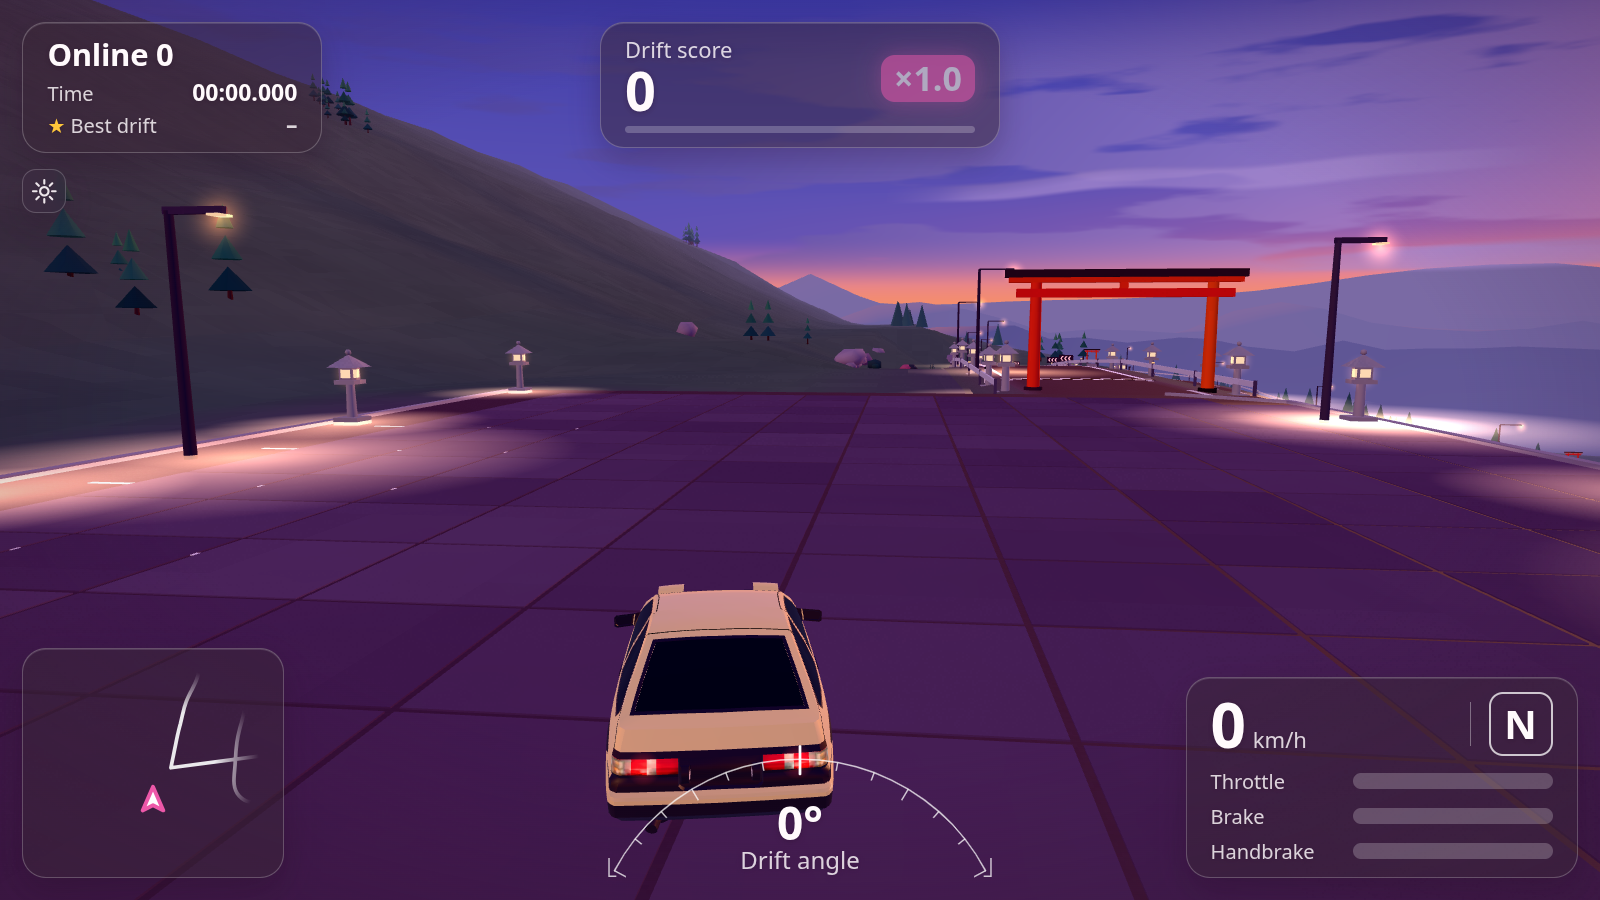 Online 0
Time 00:00.000
★ Best drift –
Drift score
0
×1.0
0 km/h
N
Throttle
Brake
Handbrake
0°
Drift angle